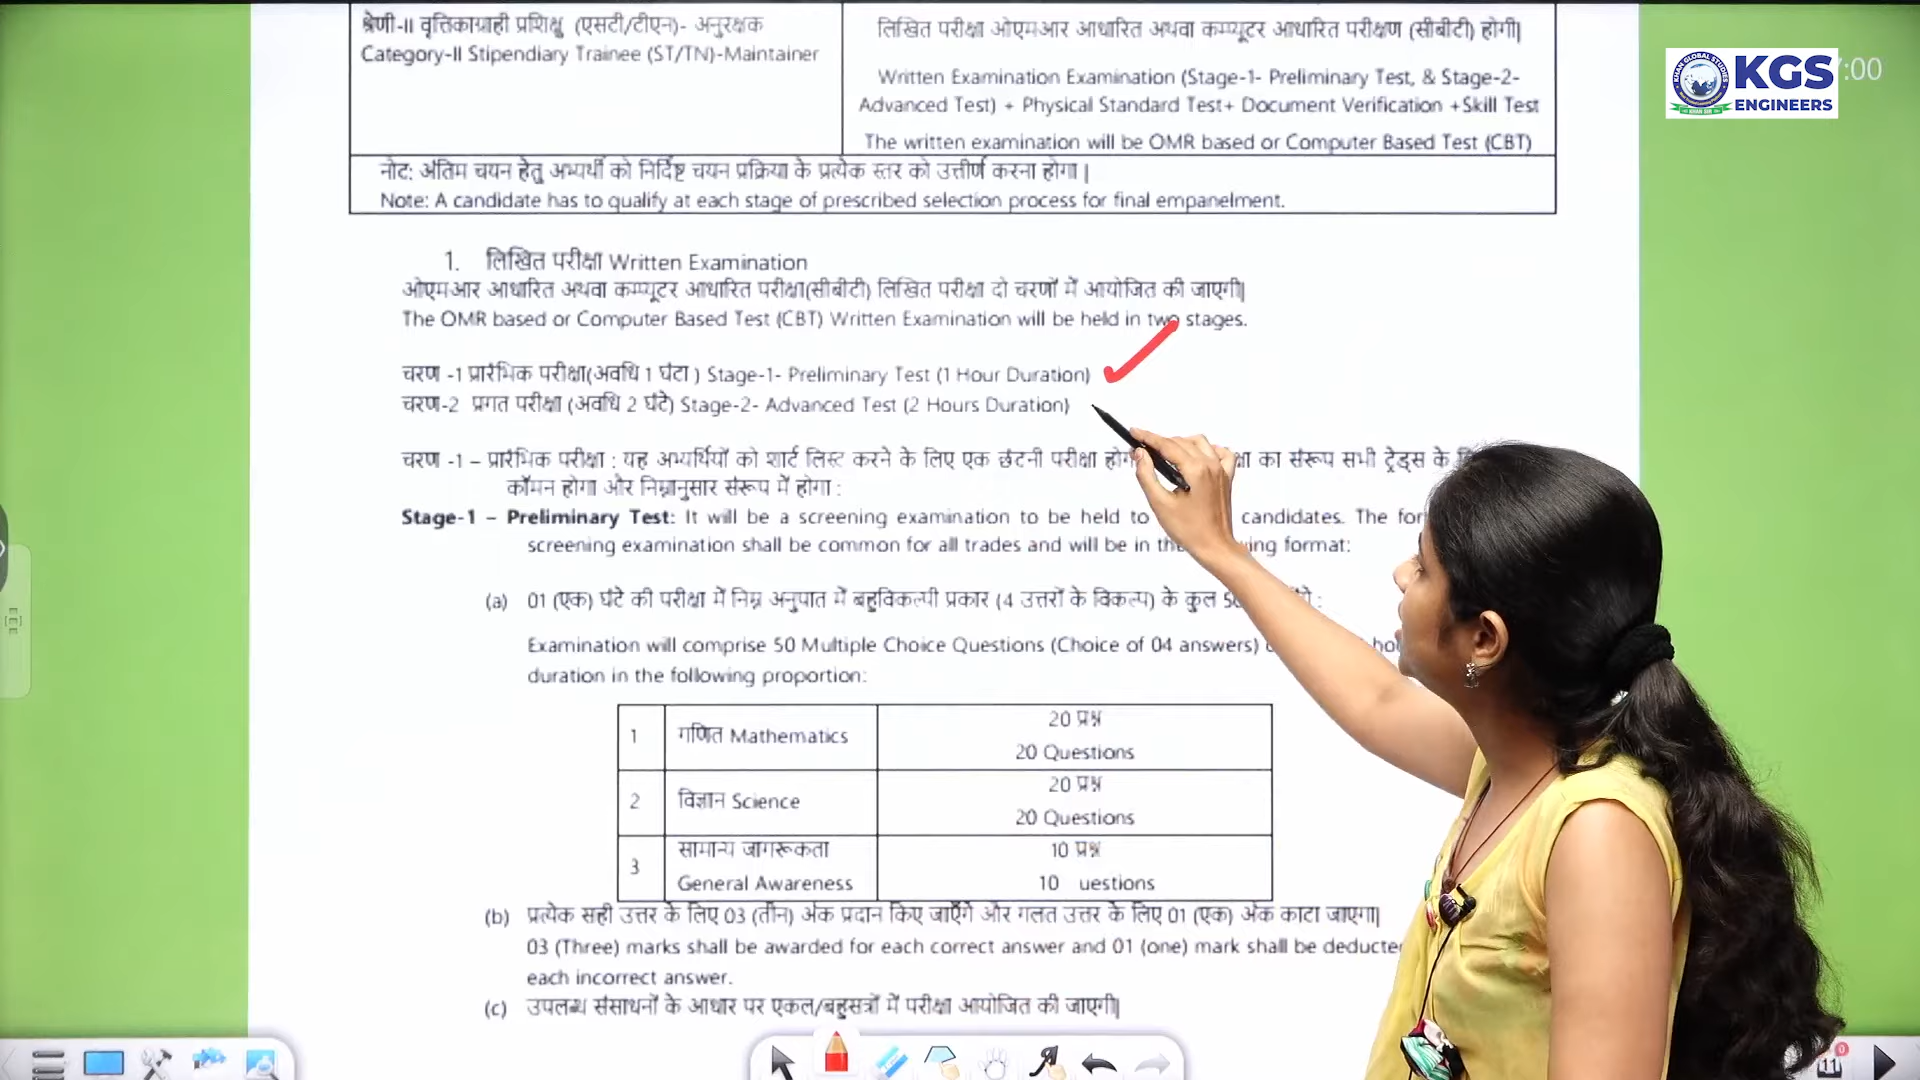 श्रेणी-II वृत्तिकाग्राही प्रशिक्षु (एसटी/टीएन)- अनुरक्षक
Category-II Stipendiary Trainee (ST/TN)-Maintainer
लिखित परीक्षा ओएमआर आधारित अथवा कम्प्यूटर आधारित परीक्षण (सीबीटी) होगी|
Written Examination Examination (Stage-1- Preliminary Test, & Stage-2-
Advanced Test) + Physical Standard Test+ Document Verification +Skill Test
The written examination will be OMR based or Computer Based Test (CBT)
KGS
ENGINEERS
:00
नोट: अंतिम चयन हेतु अभ्यर्थी को निर्दिष्ट चयन प्रक्रिया के प्रत्येक स्तर को उत्तीर्ण करना होगा |
Note: A candidate has to qualify at each stage of prescribed selection process for final empanelment.
1. लिखित परीक्षा Written Examination
ओएमआर आधारित अथवा कम्प्यूटर आधारित परीक्षा(सीबीटी) लिखित परीक्षा दो चरणों में आयोजित की जाएगी|
The OMR based or Computer Based Test (CBT) Written Examination will be held in two stages.
चरण -1 प्रारंभिक परीक्षा(अवधि 1 घंटा ) Stage-1- Preliminary Test (1 Hour Duration)
चरण-2 प्रगत परीक्षा (अवधि 2 घंटे) Stage-2- Advanced Test (2 Hours Duration)
चरण -1 – प्रारंभिक परीक्षा : यह अभ्यर्थियों को शार्ट लिस्ट करने के लिए एक छंटनी परीक्षा का संरूप सभी ट्रेड्स के
कॉमन होगा और निम्नानुसार संरूप में होगा :
Stage-1 – Preliminary Test: It will be a screening examination to be held to candidates. The
screening examination shall be common for all trades and will be in format:
(a) 01 (एक) घंटे की परीक्षा में निम्न अनुपात में बहुविकल्पी प्रकार (4 उत्तरों के विकल्प) के कुल
Examination will comprise 50 Multiple Choice Questions (Choice of 04 answers)
duration in the following proportion:
1 गणित Mathematics 20 प्रश्न
20 Questions
2 विज्ञान Science 20 प्रश्न
20 Questions
3 सामान्य जागरूकता 10 प्रश्न
General Awareness 10 uestions
(b) प्रत्येक सही उत्तर के लिए 03 (तीन) अंक प्रदान किए जाएँगे और गलत उत्तर के लिए 01 (एक) अंक काटा जाएगा|
03 (Three) marks shall be awarded for each correct answer and 01 (one) mark shall be
each incorrect answer.
(c) उपलब्ध संसाधनों के आधार पर एकल/बहुसत्रों में परीक्षा आयोजित की जाएगी|